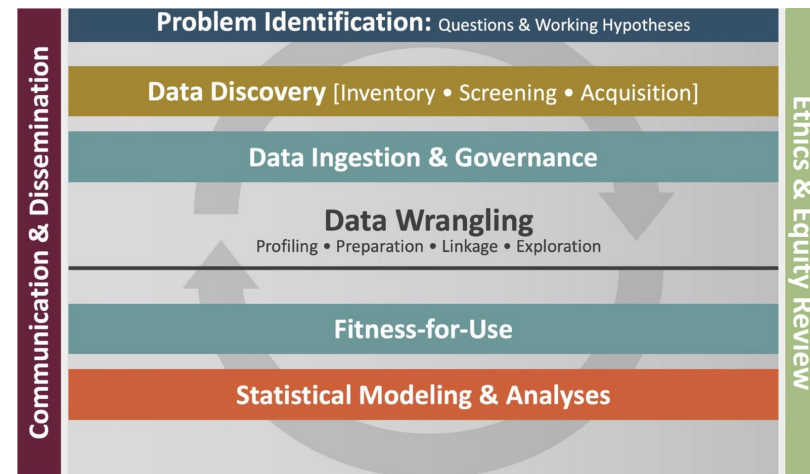 Problem Identification: Questions & Working Hypotheses
Data Discovery [Inventory • Screening • Acquisition]
Data Ingestion & Governance
Data Wrangling
Profiling • Preparation • Linkage • Exploration
Fitness-for-Use
Statistical Modeling & Analyses
Communication & Dissemination
Ethics & Equity Review